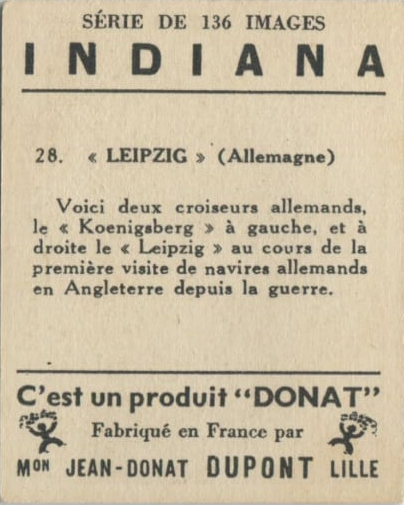 SÉRIE DE 136 IMAGES
INDIANA
28. « LEIPZIG » (Allemagne)
Voici deux croiseurs allemands,
le « Koenigsberg » à gauche, et à
droite le « Leipzig » au cours de la
première visite de navires allemands
en Angleterre depuis la guerre.
C'est un produit "DONAT"
Fabriqué en France par
MON JEAN-DONAT DUPONT LILLE